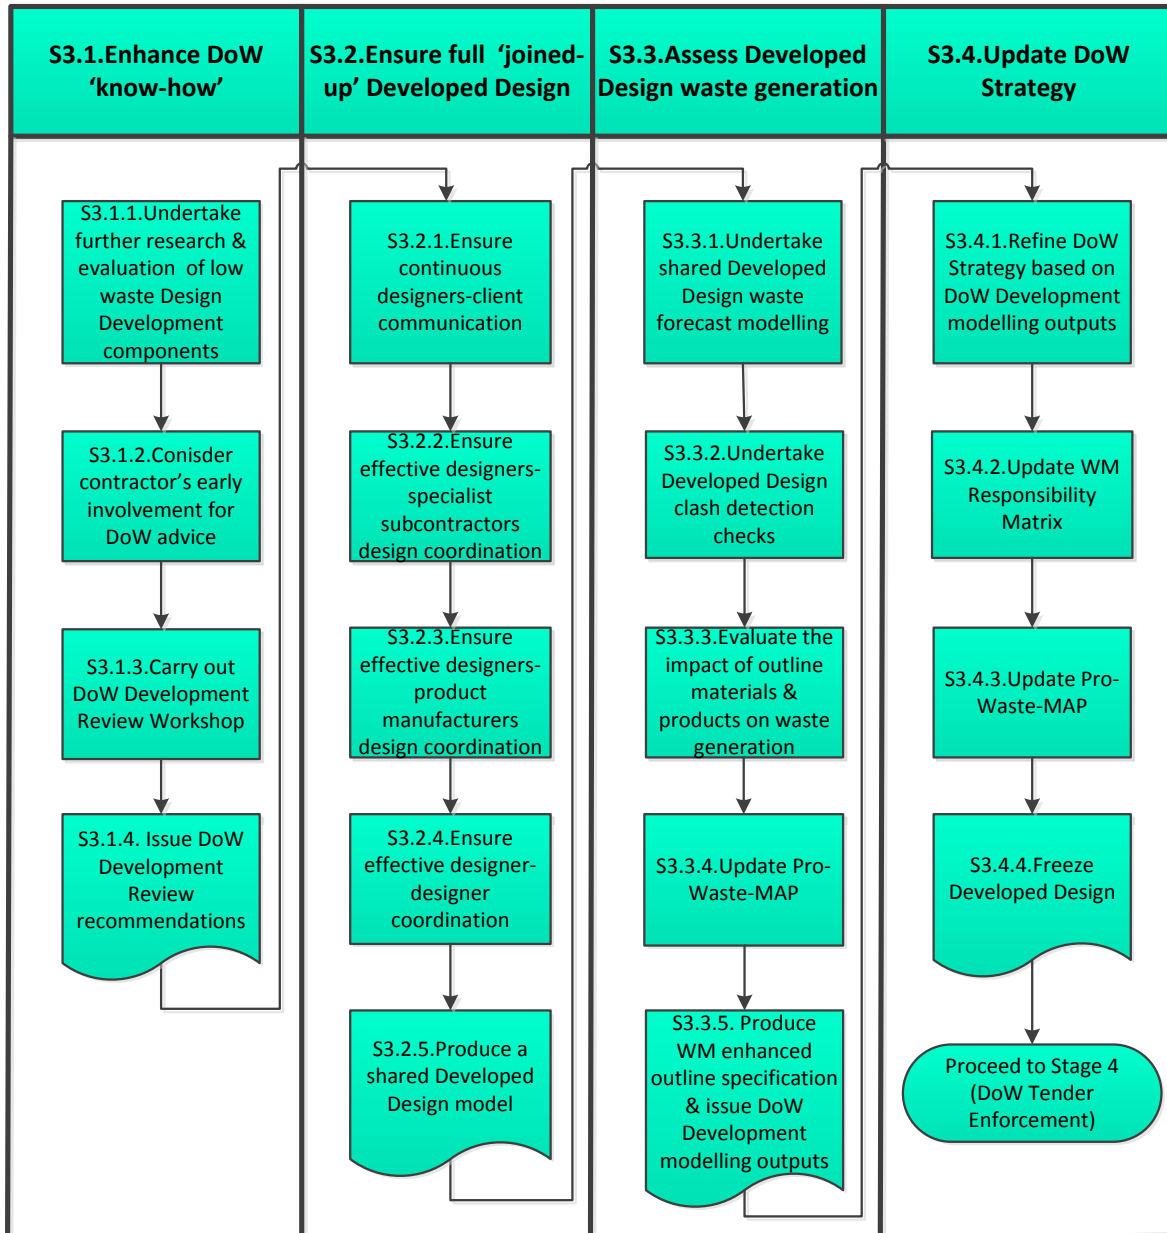 S3.1.Enhance DoW
‘know-how’
S3.2.Ensure full ‘joined-
up’ Developed Design
S3.3.Assess Developed
Design waste generation
S3.4.Update DoW
Strategy
S3.1.1.Undertake
further research &
evaluation of low
waste Design
Development
components
S3.1.2.Conisder
contractor’s early
involvement for
DoW advice
S3.1.3.Carry out
DoW Development
Review Workshop
S3.1.4. Issue DoW
Development
Review
recommendations
S3.2.1.Ensure
continuous
designers-client
communication
S3.2.2.Ensure
effective designers-
specialist
subcontractors
design coordination
S3.2.3.Ensure
effective designers-
product
manufacturers
design coordination
S3.2.4.Ensure
effective designer-
designer
coordination
S3.2.5.Produce a
shared Developed
Design model
S3.3.1.Undertake
shared Developed
Design waste
forecast modelling
S3.3.2.Undertake
Developed Design
clash detection
checks
S3.3.3.Evaluate the
impact of outline
materials &
products on waste
generation
S3.3.4.Update Pro-
Waste-MAP
S3.3.5. Produce
WM enhanced
outline specification
& issue DoW
Development
modelling outputs
S3.4.1.Refine DoW
Strategy based on
DoW Development
modelling outputs
S3.4.2.Update WM
Responsibility
Matrix
S3.4.3.Update Pro-
Waste-MAP
S3.4.4.Freeze
Developed Design
Proceed to Stage 4
(DoW Tender
Enforcement)